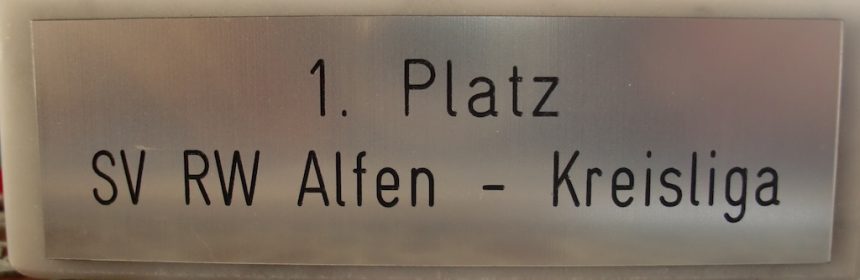 1. Platz
SV RW Alfen - Kreisliga